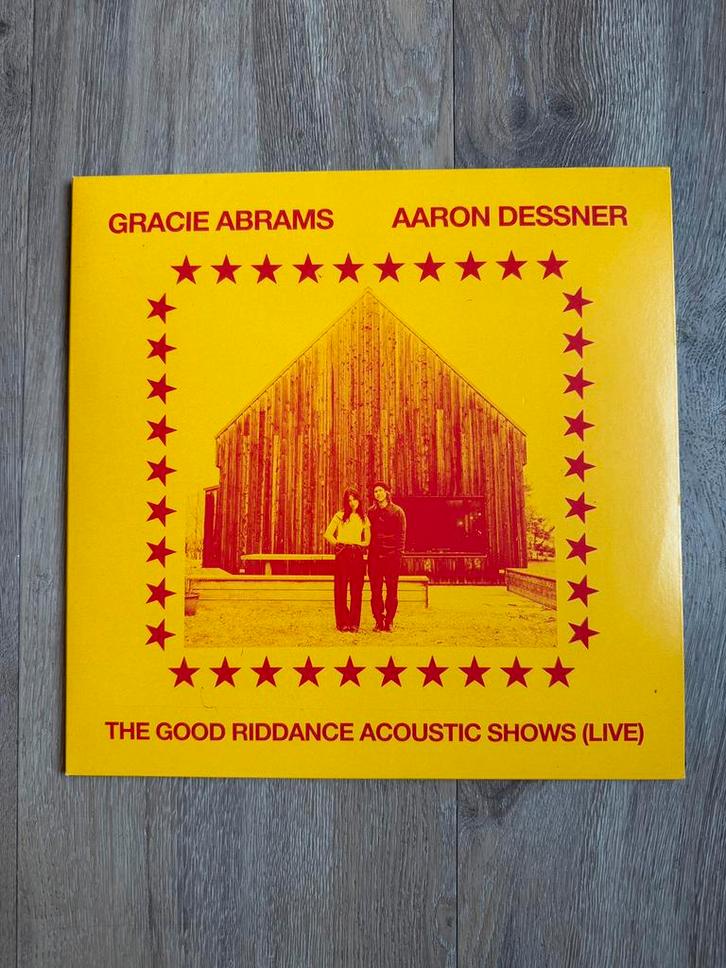 GRACIE ABRAMS AARON DESSNER
THE GOOD RIDDANCE ACOUSTIC SHOWS (LIVE)